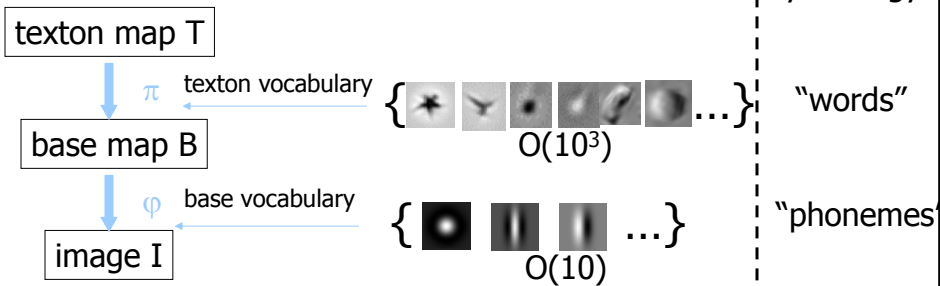 texton map T
π texton vocabulary
{ ...} "words"
O(10³)
base map B
φ base vocabulary
{ ...} "phonemes"
O(10)
image I